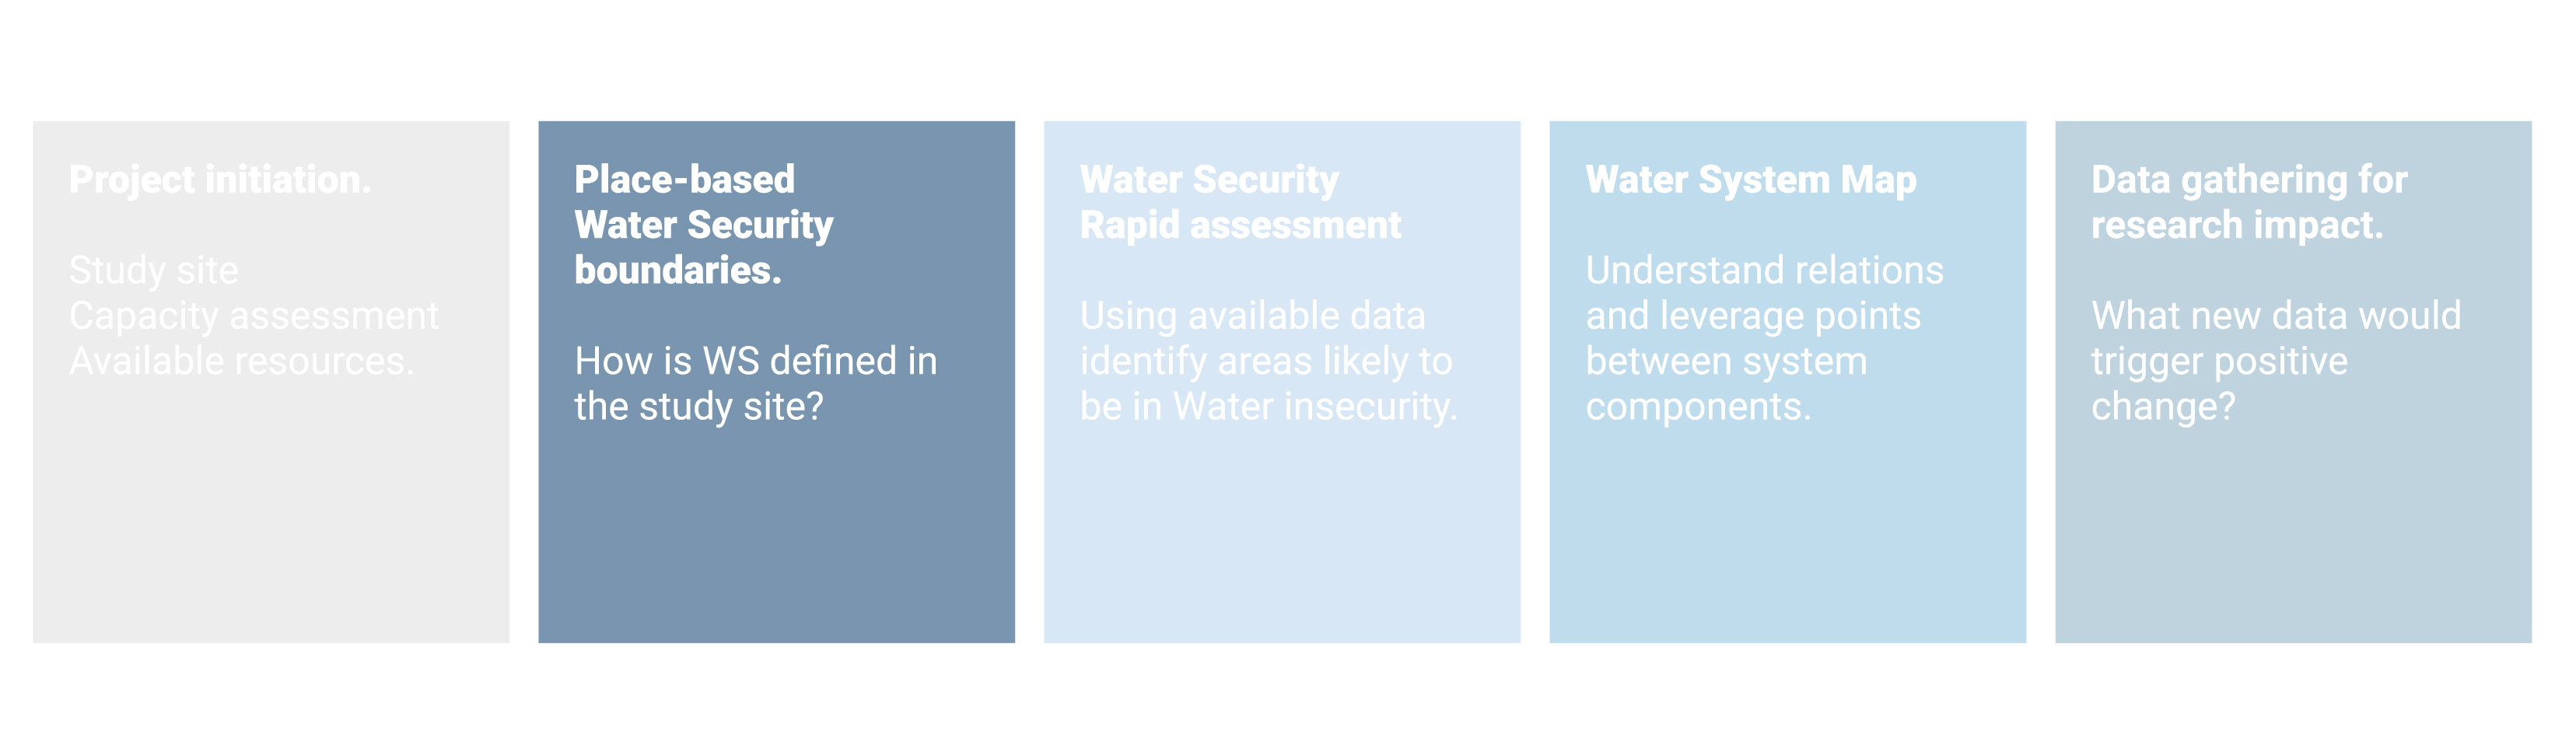 Project initiation.
Study site
Capacity assessment
Available resources.
Place-based
Water Security
boundaries.
How is WS defined in
the study site?
Water Security
Rapid assessment
Using available data
identify areas likely to
be in Water insecurity.
Water System Map
Understand relations
and leverage points
between system
components.
Data gathering for
research impact.
What new data would
trigger positive
change?